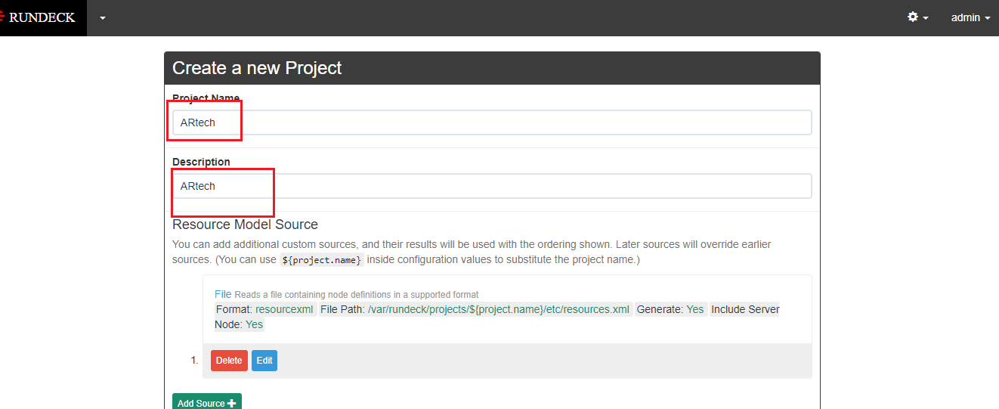 RUNDECK
admin
Create a new Project
Project Name
ARtech
Description
ARtech
Resource Model Source
You can add additional custom sources, and their results will be used with the ordering shown. Later sources will override earlier
sources. (You can use ${project.name} inside configuration values to substitute the project name.)
File Reads a file containing node definitions in a supported format
Format: resourcexml File Path: /var/rundeck/projects/${project.name}/etc/resources.xml Generate: Yes Include Server
Node: Yes
1. Delete Edit
Add Source